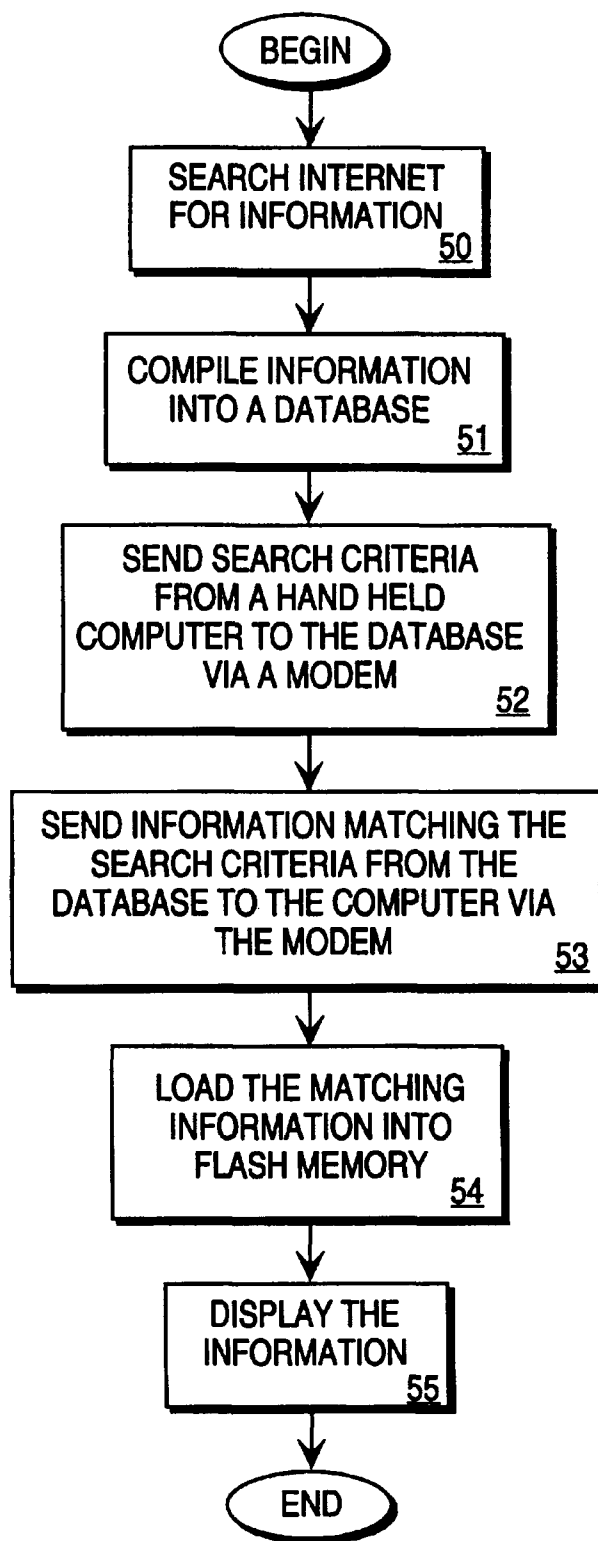 BEGIN
SEARCH INTERNET
FOR INFORMATION
50
COMPILE INFORMATION
INTO A DATABASE
51
SEND SEARCH CRITERIA
FROM A HAND HELD
COMPUTER TO THE DATABASE
VIA A MODEM
52
SEND INFORMATION MATCHING THE
SEARCH CRITERIA FROM THE
DATABASE TO THE COMPUTER VIA
THE MODEM
53
LOAD THE MATCHING
INFORMATION INTO
FLASH MEMORY
54
DISPLAY THE
INFORMATION
55
END